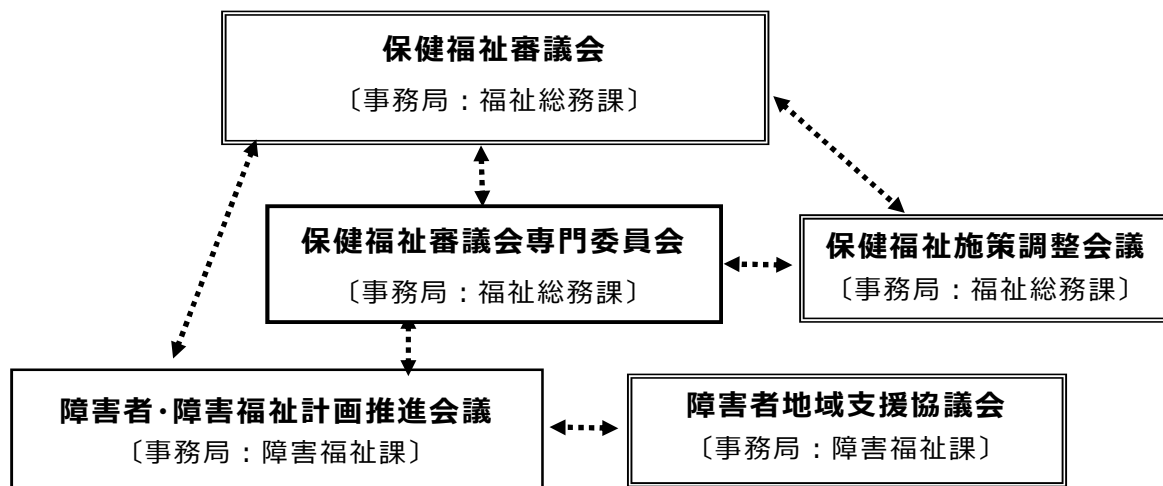 保健福祉審議会
〔事務局：福祉総務課〕
保健福祉審議会専門委員会
〔事務局：福祉総務課〕
保健福祉施策調整会議
〔事務局：福祉総務課〕
障害者・障害福祉計画推進会議
〔事務局：障害福祉課〕
障害者地域支援協議会
〔事務局：障害福祉課〕